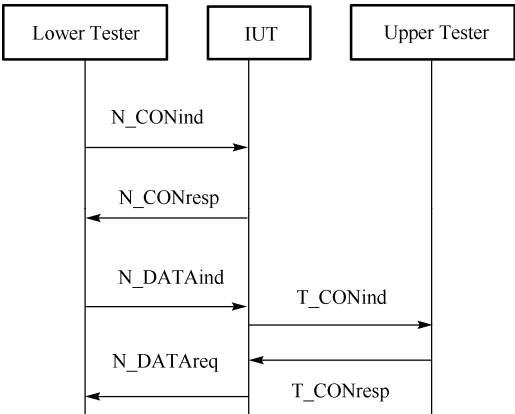 Lower Tester
IUT
Upper Tester
N_CONind
N_CONresp
N_DATAind
T_CONind
N_DATAreq
T_CONresp